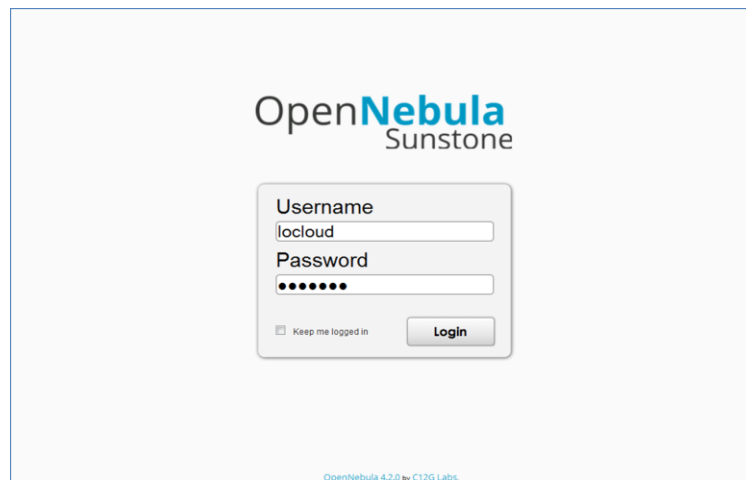 OpenNebula
Sunstone
Username
locloud
Password
●●●●●●●
Keep me logged in
Login
OpenNebula 4.2.0 by C12G Labs.